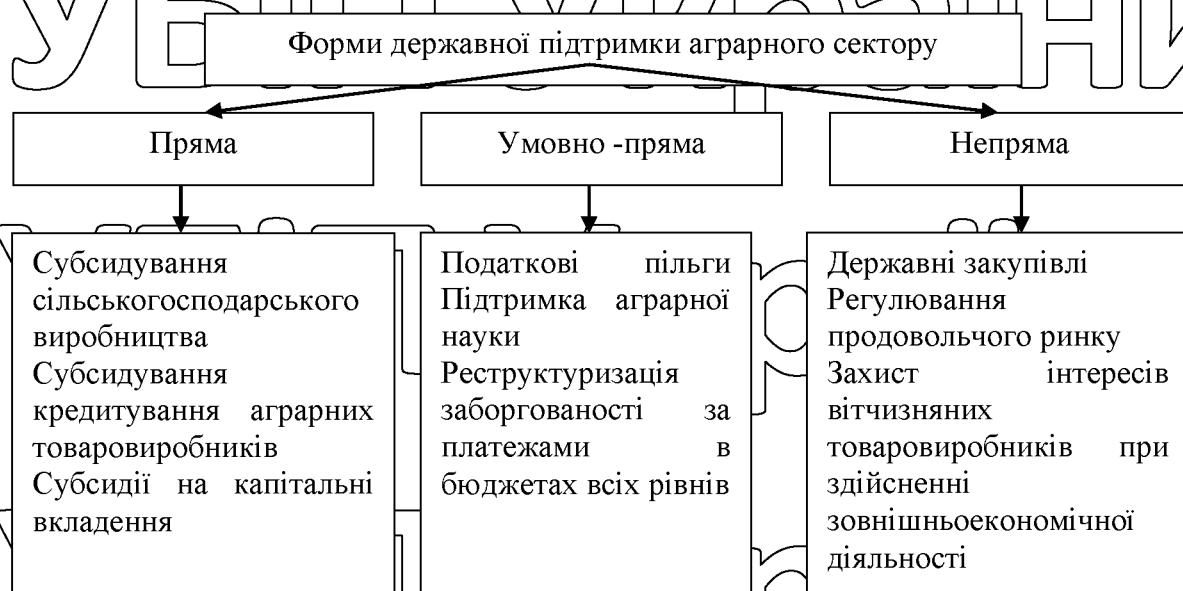 Форми державної підтримки аграрного сектору
Пряма
Умовно -пряма
Непряма
Субсидування
сільськогосподарського
виробництва
Субсидування
кредитування аграрних
товаровиробників
Субсидії на капітальні
вкладення
Податкові пільги
Підтримка аграрної
науки
Реструктуризація
заборгованості за
платежами в
бюджетах всіх рівнів
Державні закупівлі
Регулювання
продовольчого ринку
Захист інтересів
вітчизняних
товаровиробників при
здійсненні
зовнішньоекономічної
діяльності